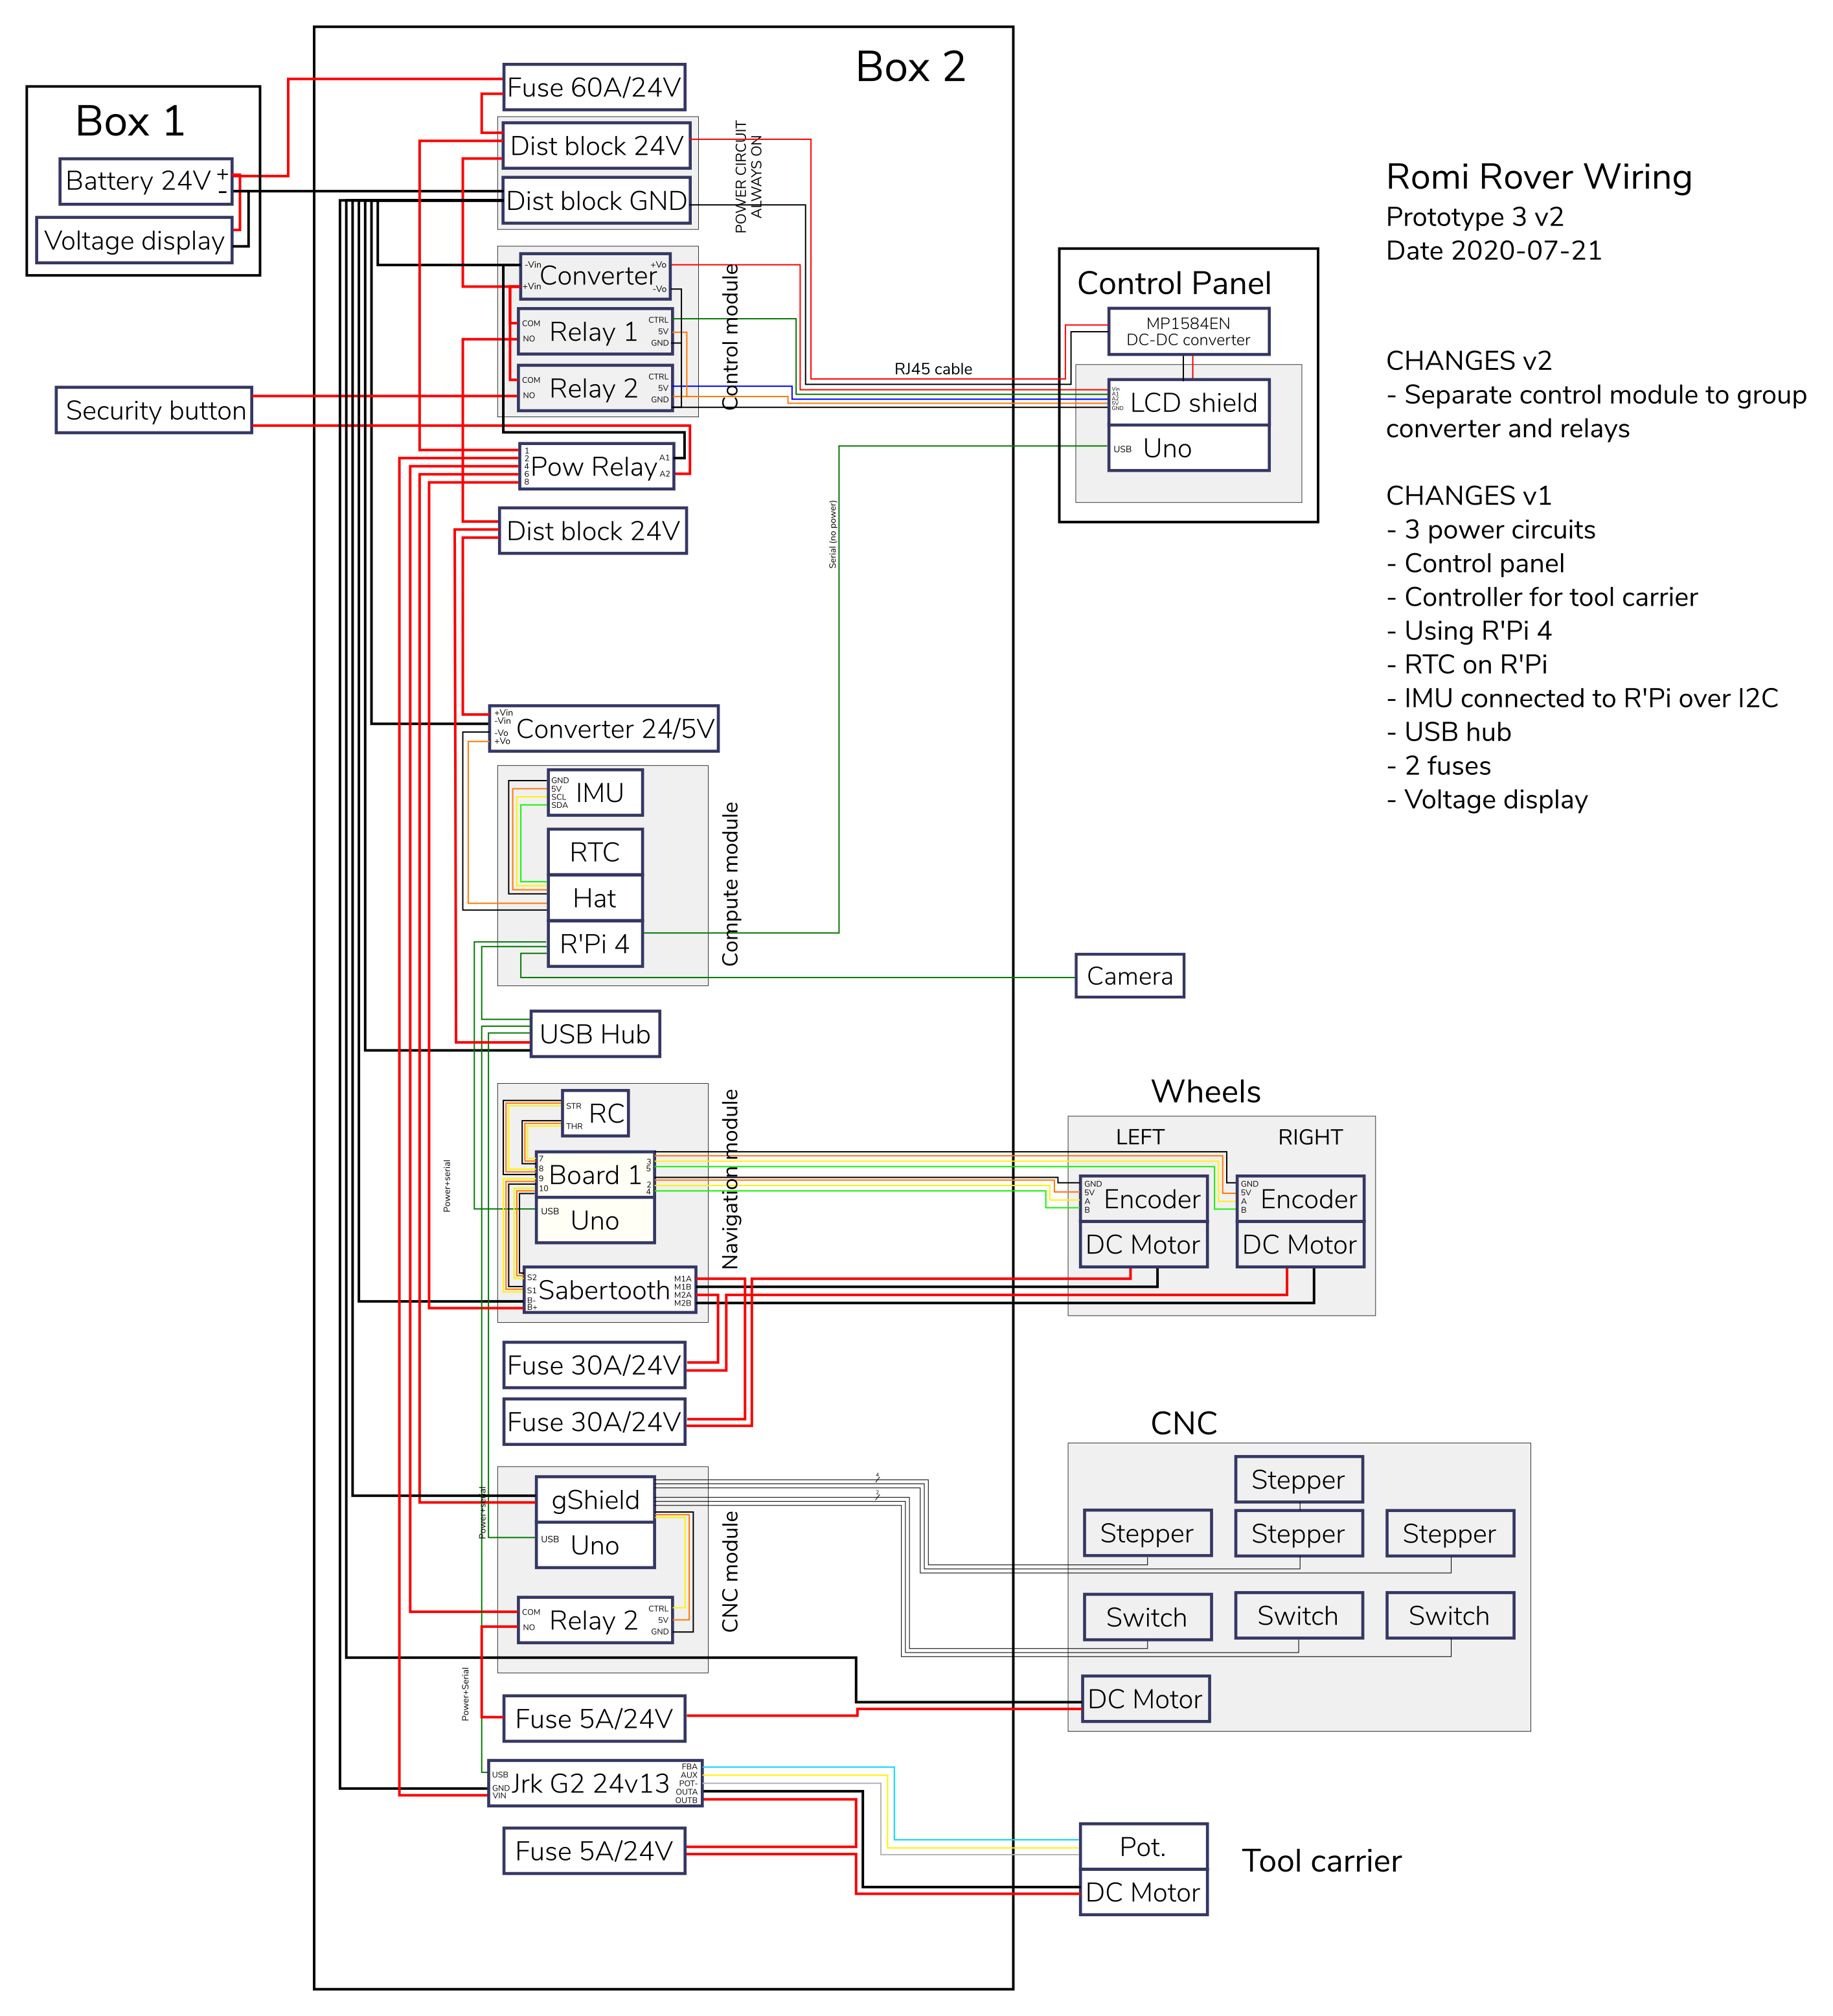 Box 2
Fuse 60A/24V
Box 1
Battery 24V +
-
Voltage display
Dist block 24V
Dist block GND
POWER CIRCUIT
ALWAYS ON
Romi Rover Wiring
Prototype 3 v2
Date 2020-07-21
-Vin
+Vin
Converter
+Vo
-Vo
COM
NO
Relay 1
CTRL
5V
GND
COM
NO
Relay 2
CTRL
5V
GND
Control module
Security button
RJ45 cable
Control Panel
MP1584EN
DC-DC converter
Vin
A1
A2
5V
GND
LCD shield
USB
Uno
CHANGES v2
- Separate control module to group
converter and relays
CHANGES v1
- 3 power circuits
- Control panel
- Controller for tool carrier
- Using R'Pi 4
- RTC on R'Pi
- IMU connected to R'Pi over I2C
- USB hub
- 2 fuses
- Voltage display
1
2
4
6
8
Pow Relay
A1
A2
Dist block 24V
Serial (no power)
+Vin
-Vin
-Vo
+Vo
Converter 24/5V
GND
5V
SCL
SDA
IMU
RTC
Hat
R'Pi 4
Compute module
Camera
USB Hub
STR
THR
RC
7
8
9
10
Board 1
3
5
2
4
USB
Uno
Power+serial
S2
S1
B-
B+
Sabertooth
M1A
M1B
M2A
M2B
Navigation module
Wheels
LEFT
RIGHT
GND
5V
A
B
Encoder
DC Motor
GND
5V
A
B
Encoder
DC Motor
Fuse 30A/24V
Fuse 30A/24V
gShield
USB
Uno
Power+serial
4
2
COM
NO
Relay 2
CTRL
5V
GND
CNC module
CNC
Stepper
Stepper
Stepper
Stepper
Switch
Switch
Switch
DC Motor
Power+Serial
Fuse 5A/24V
USB
GND
VIN
Jrk G2 24v13
FBA
AUX
POT-
OUTA
OUTB
Fuse 5A/24V
Pot.
DC Motor
Tool carrier